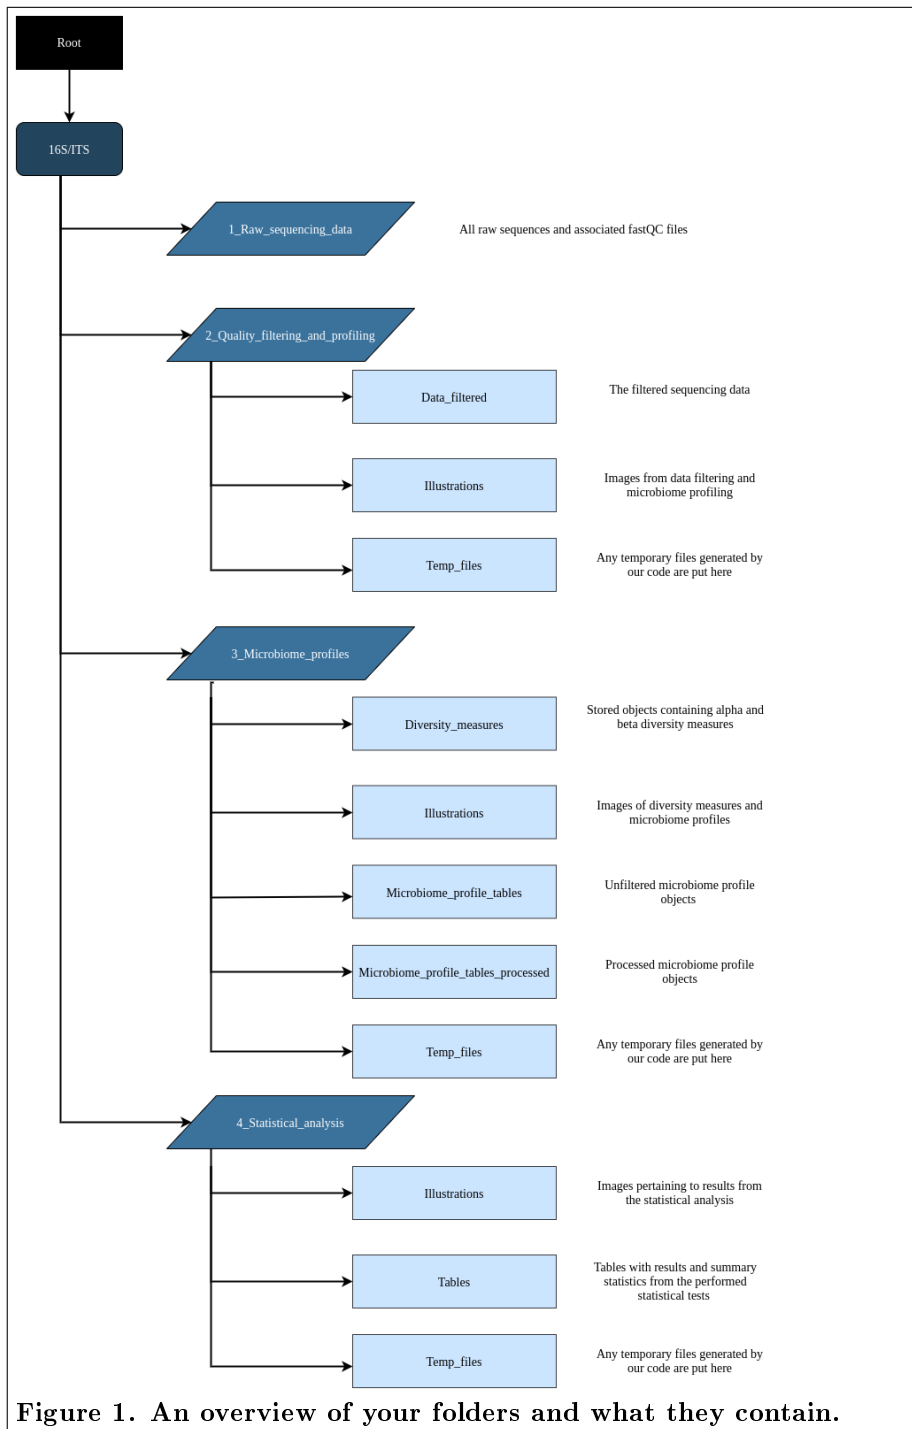 Root
16S/ITS
1_Raw_sequencing_data
All raw sequences and associated fastQC files
2_Quality_filtering_and_profiling
Data_filtered
The filtered sequencing data
Illustrations
Images from data filtering and
microbiome profiling
Temp_files
Any temporary files generated by
our code are put here
3_Microbiome_profiles
Diversity_measures
Stored objects containing alpha and
beta diversity measures
Illustrations
Images of diversity measures and
microbiome profiles
Microbiome_profile_tables
Unfiltered microbiome profile
objects
Microbiome_profile_tables_processed
Processed microbiome profile
objects
Temp_files
Any temporary files generated by
our code are put here
4_Statistical_analysis
Illustrations
Images pertaining to results from
the statistical analysis
Tables
Tables with results and summary
statistics from the performed
statistical tests
Temp_files
Any temporary files generated by
our code are put here
Figure 1. An overview of your folders and what they contain.